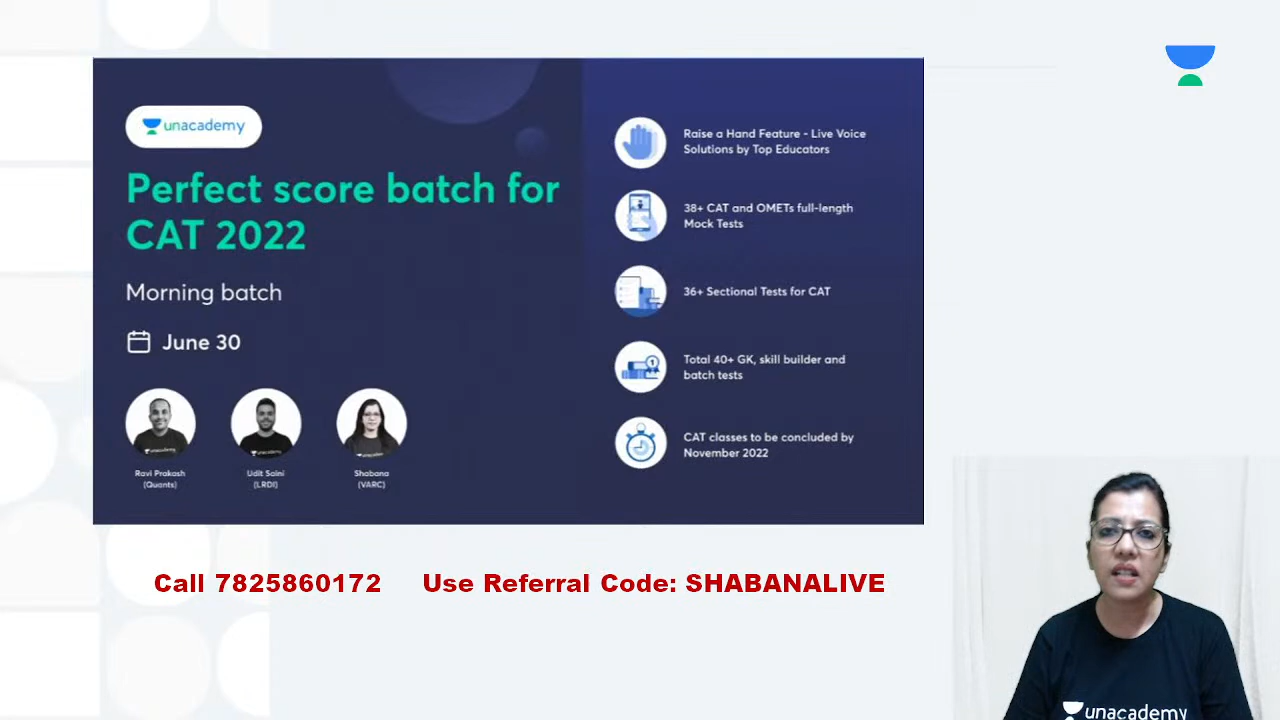 unacademy
Perfect score batch for
CAT 2022
Morning batch
June 30
Ravi Prakash
(Quants)
Udit Saini
(LRDI)
Shabana
(VARC)
Raise a Hand Feature - Live Voice
Solutions by Top Educators
38+ CAT and OMETs full-length
Mock Tests
36+ Sectional Tests for CAT
1
Total 40+ GK, skill builder and
batch tests
CAT classes to be concluded by
November 2022
Call 7825860172 Use Referral Code: SHABANALIVE
unacademy